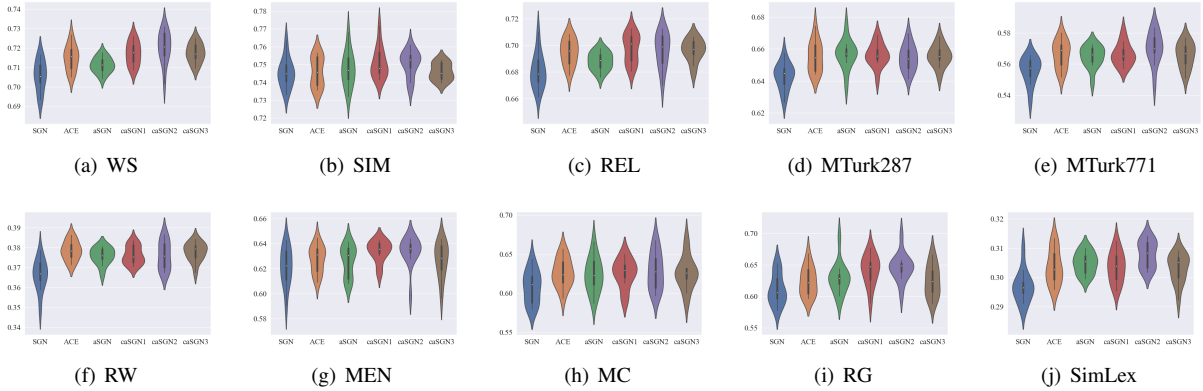 0.73
0.72
0.71
0.70
0.69
SGN ACE aSGN caSGN1 caSGN2 caSGN3
(a) WS
0.78
0.77
0.76
0.75
0.74
0.73
0.72
SGN ACE aSGN caSGN1 caSGN2 caSGN3
(b) SIM
0.72
0.70
0.68
0.66
SGN ACE aSGN caSGN1 caSGN2 caSGN3
(c) REL
0.68
0.66
0.64
0.62
SGN ACE aSGN caSGN1 caSGN2 caSGN3
(d) MTurk287
0.58
0.56
0.54
SGN ACE aSGN caSGN1 caSGN2 caSGN3
(e) MTurk771
0.39
0.38
0.37
0.36
0.35
0.34
SGN ACE aSGN caSGN1 caSGN2 caSGN3
(f) RW
0.66
0.64
0.62
0.60
0.58
SGN ACE aSGN caSGN1 caSGN2 caSGN3
(g) MEN
0.70
0.65
0.60
0.55
SGN ACE aSGN caSGN1 caSGN2 caSGN3
(h) MC
0.70
0.65
0.60
0.55
SGN ACE aSGN caSGN1 caSGN2 caSGN3
(i) RG
0.32
0.31
0.30
0.29
SGN ACE aSGN caSGN1 caSGN2 caSGN3
(j) SimLex